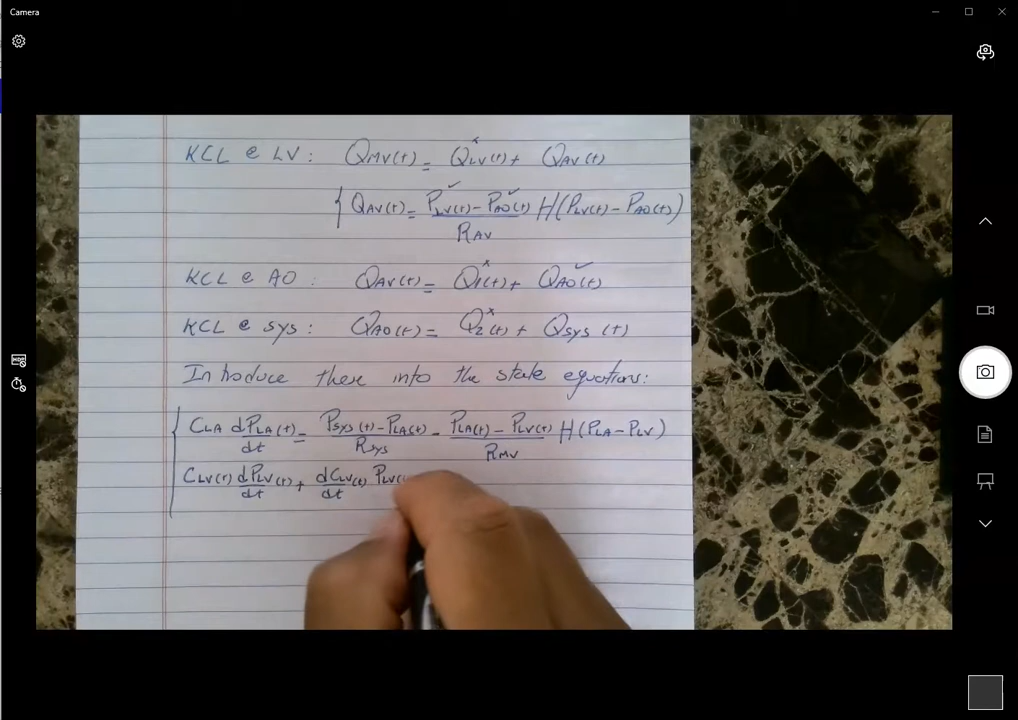 Camera
KCL @ LV: QMV(t) = QLV(t) + QAV(t)
{ QAV(t) = PLV(t) - PAO(t) / RAV H(PLV(t) - PAO(t))
KCL @ AO: QAV(t) = Q1(t) + QAO(t)
KCL @ SYS: QAO(t) = Q2(t) + QSYS(t)
Introduce these into the state equations:
{ CLA dPLA(t)/dt = PSYS(t) - PLA(t) / RSYS - PLA(t) - PLV(t) / RMV H(PLA - PLV)
CLV(t) dPLV(t)/dt + dCLV(t)/dt PLV(